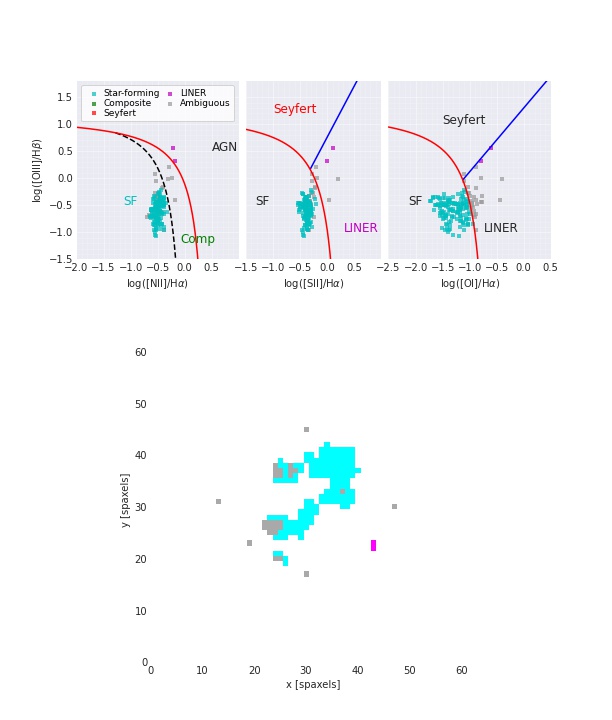 1.5
1.0
0.5
0.0
−0.5
−1.0
−1.5
log([OIII]/Hβ)
Star-forming
Composite
Seyfert
LINER
Ambiguous
AGN
SF
Comp
−2.0 −1.5 −1.0 −0.5 0.0 0.5
log([NII]/Hα)
Seyfert
SF
LINER
−1.5 −1.0 −0.5 0.0 0.5
log([SII]/Hα)
Seyfert
SF
LINER
−2.5 −2.0 −1.5 −1.0 −0.5 0.0 0.5
log([OI]/Hα)
60
50
40
30
20
10
0
y [spaxels]
0 10 20 30 40 50 60
x [spaxels]